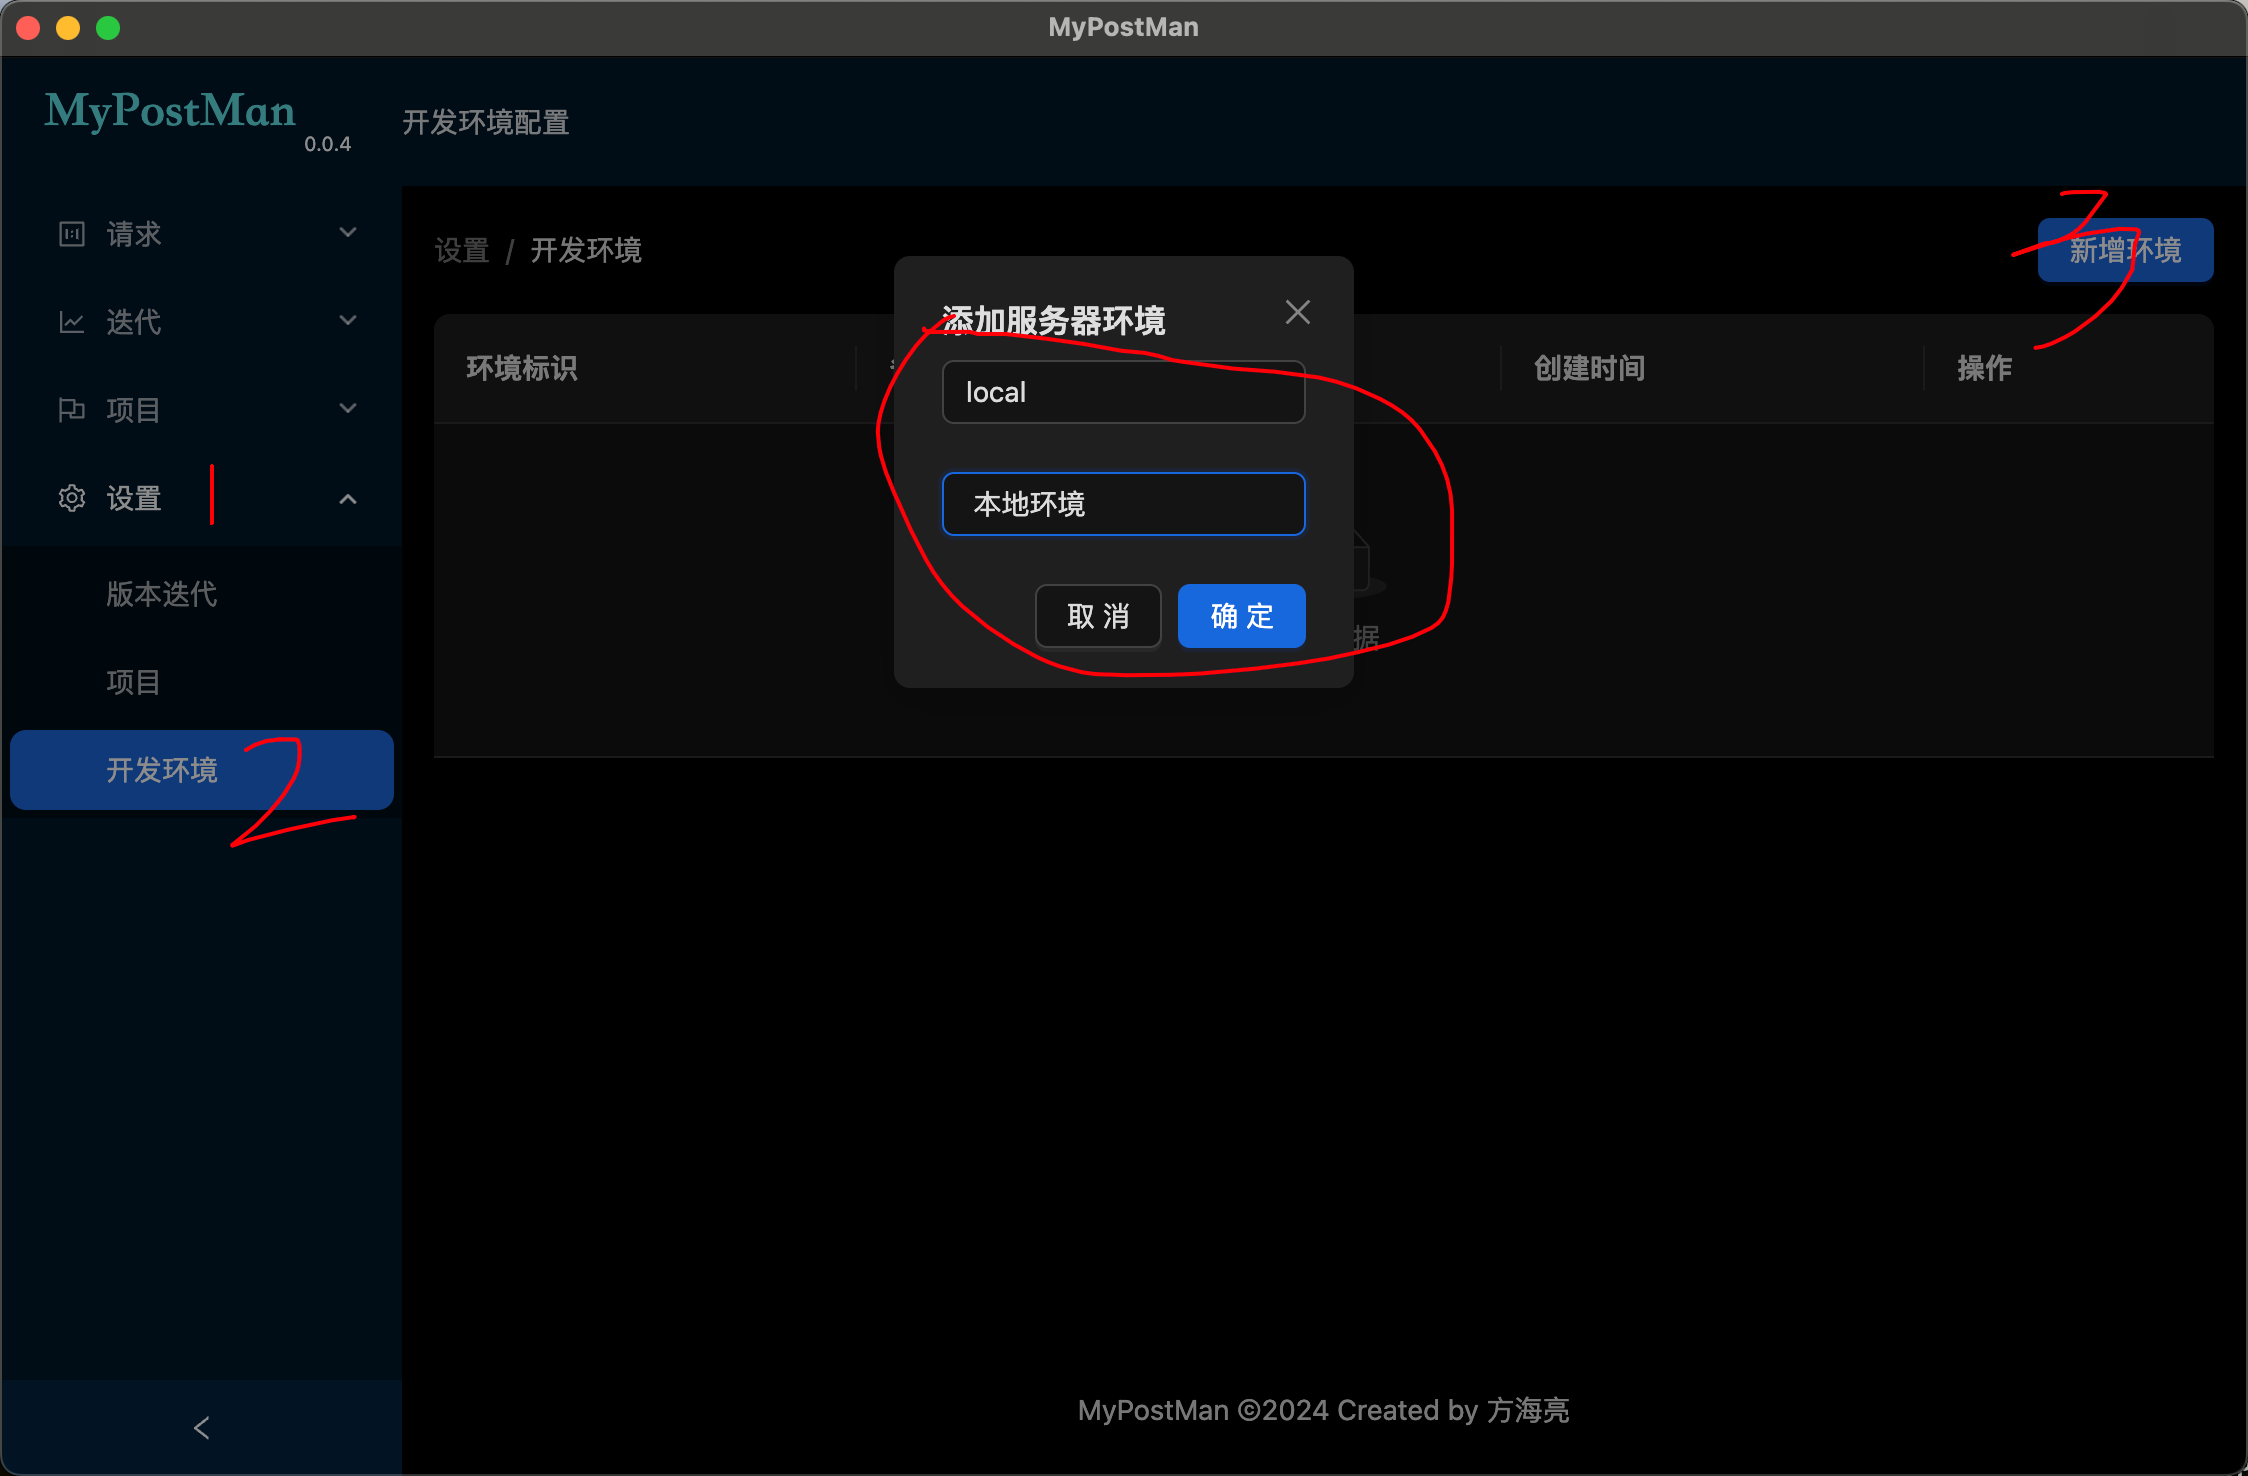 MyPostMan
MyPostMan
0.0.4
开发环境配置
请求
迭代
项目
设置
1
版本迭代
项目
开发环境
2
设置 / 开发环境
新增环境
3
环境标识
创建时间
操作
据
添加服务器环境
local
本地环境
取 消
确 定
MyPostMan ©2024 Created by 方海亮